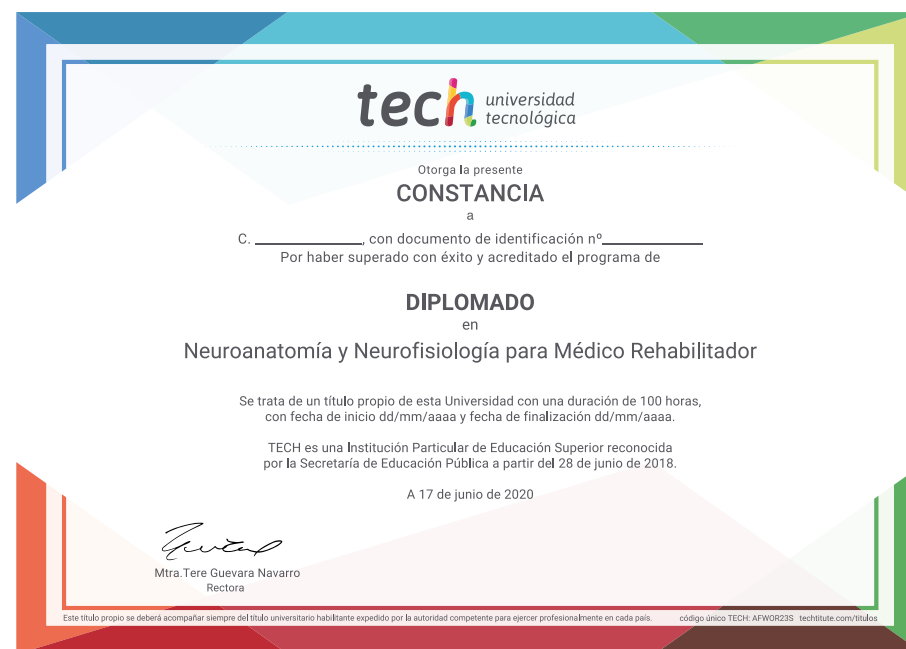 tech universidad
tecnológica
Otorga la presente
CONSTANCIA
a
C. ____________, con documento de identificación nº____________
Por haber superado con éxito y acreditado el programa de
DIPLOMADO
en
Neuroanatomía y Neurofisiología para Médico Rehabilitador
Se trata de un título propio de esta Universidad con una duración de 100 horas,
con fecha de inicio dd/mm/aaaa y fecha de finalización dd/mm/aaaa.
TECH es una Institución Particular de Educación Superior reconocida
por la Secretaría de Educación Pública a partir del 28 de junio de 2018.
A 17 de junio de 2020
Mtra.Tere Guevara Navarro
Rectora
Este título propio se deberá acompañar siempre del título universitario habilitante expedido por la autoridad competente para ejercer profesionalmente en cada país. código único TECH: AFWOR23S techtitute.com/titulos